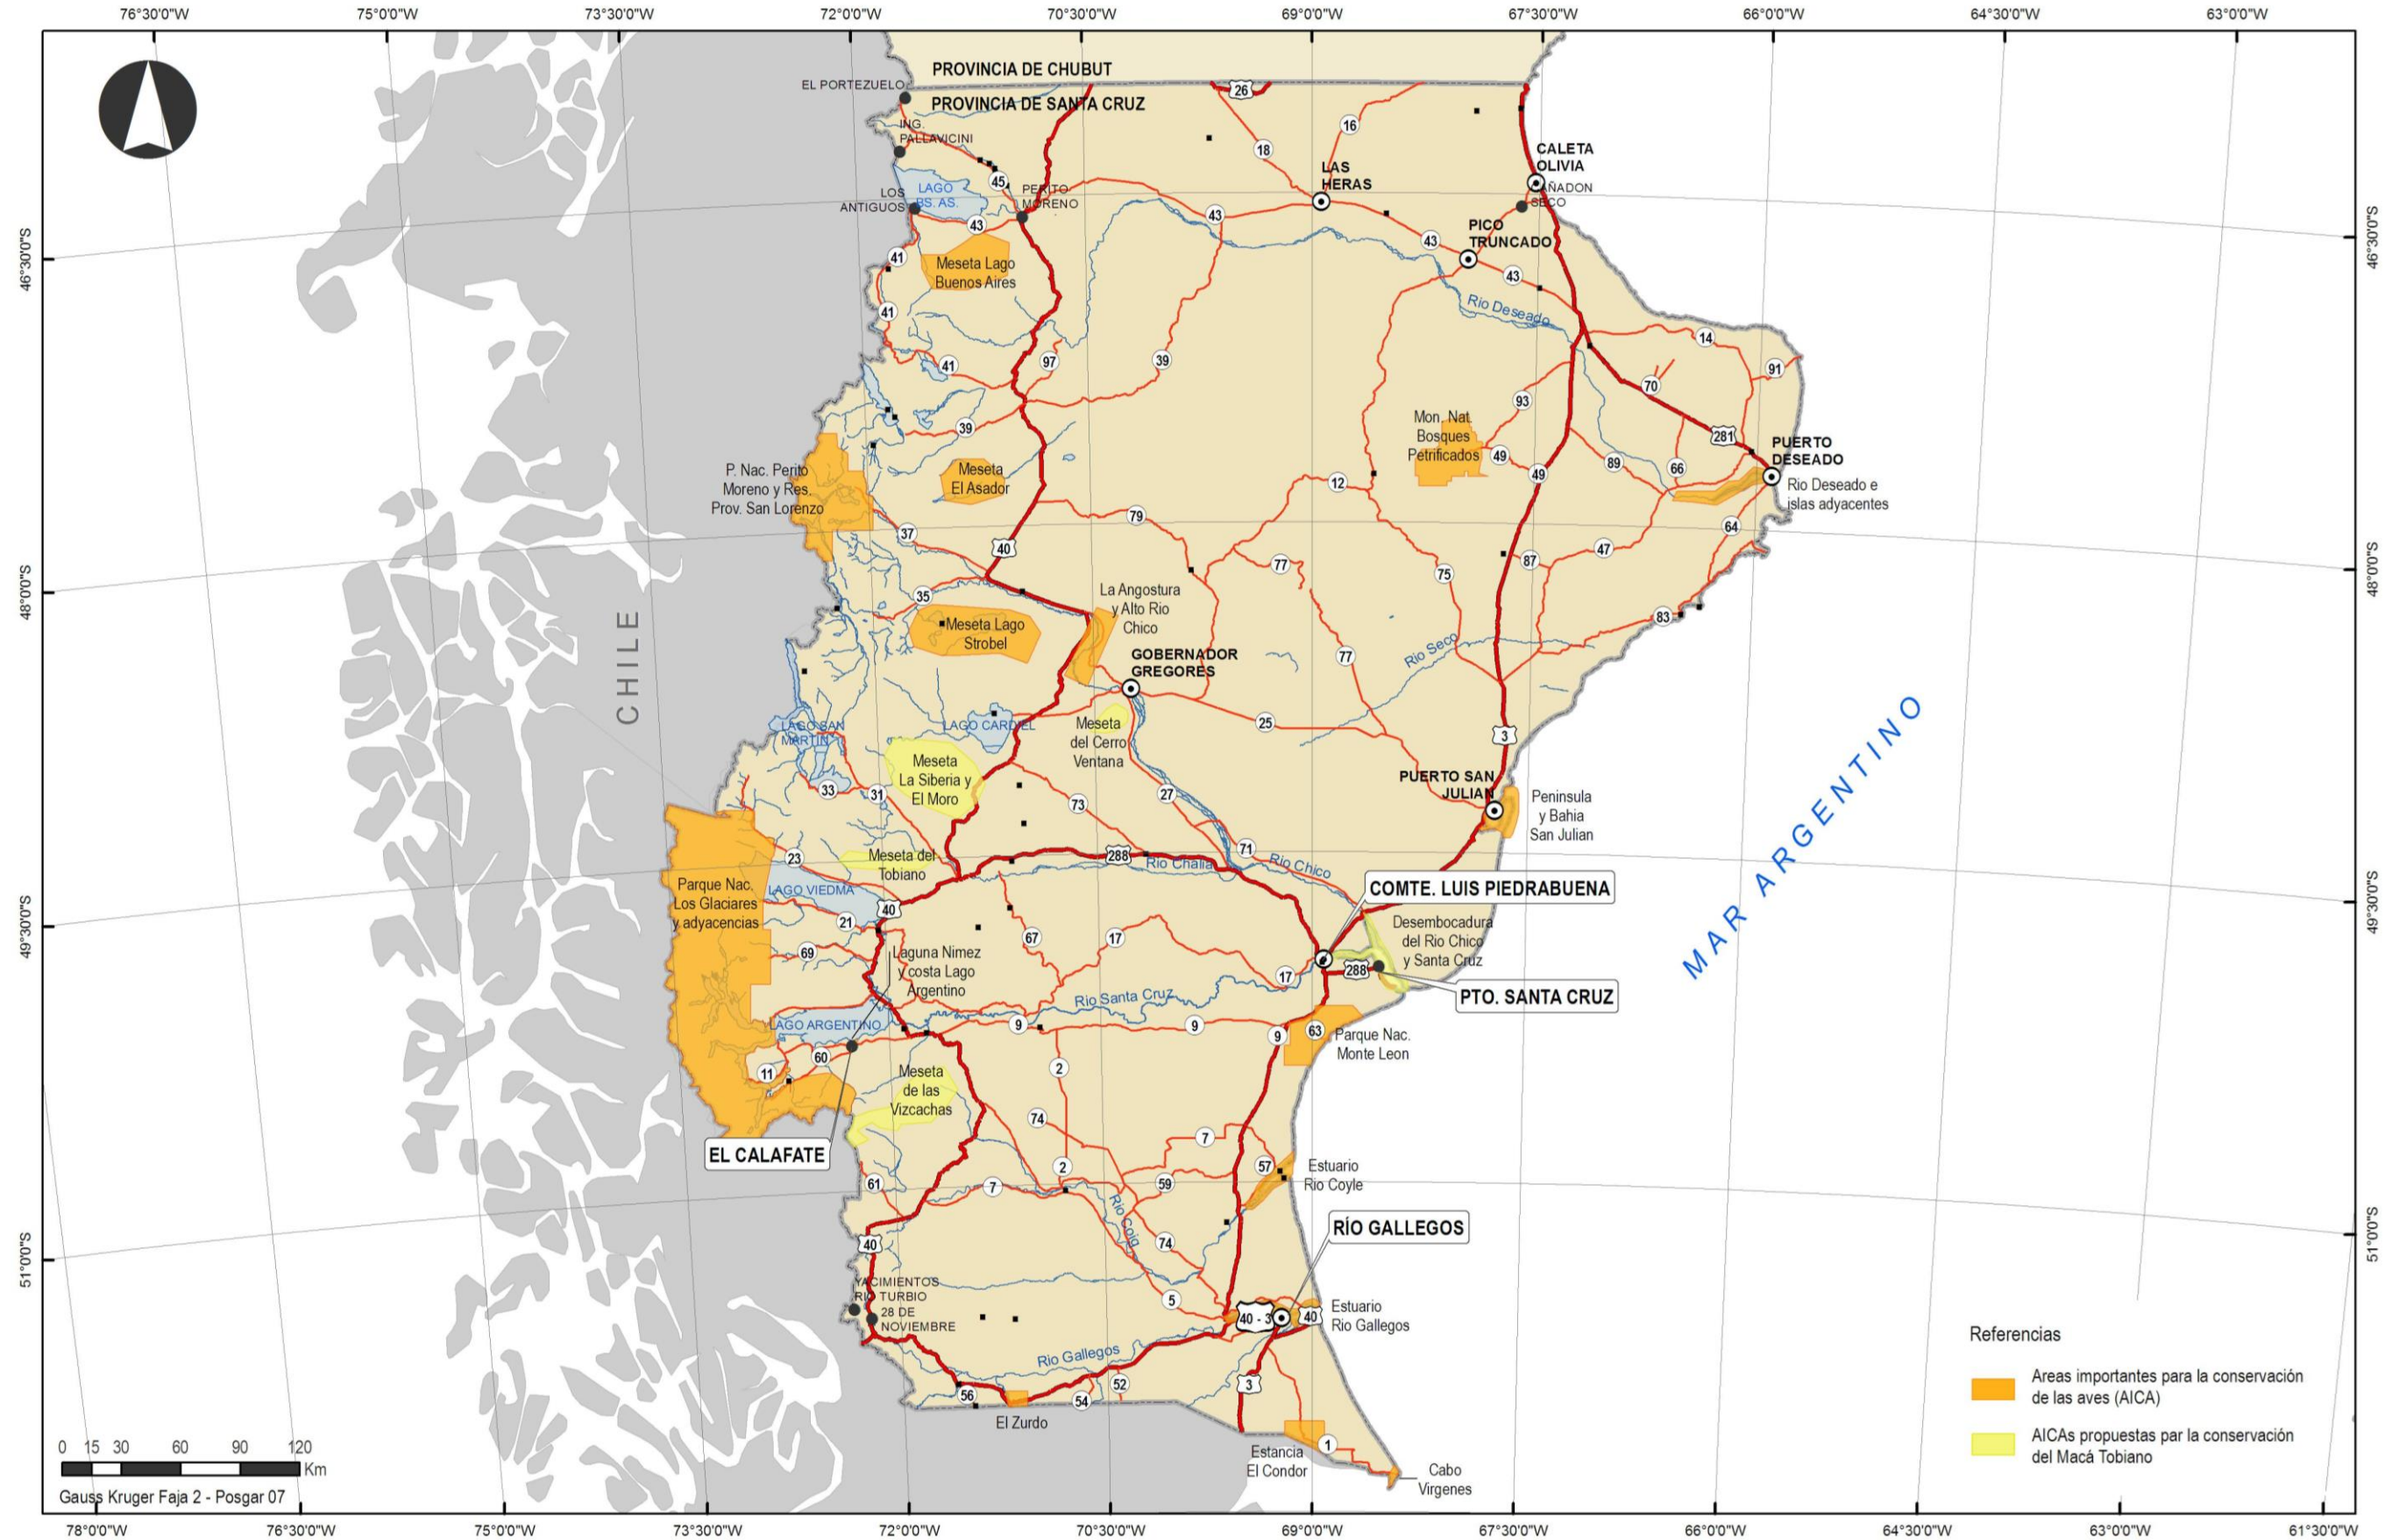 76°30'0"W
75°0'0"W
73°30'0"W
72°0'0"W
70°30'0"W
69°0'0"W
67°30'0"W
66°0'0"W
64°30'0"W
63°0'0"W
PROVINCIA DE CHUBUT
EL PORTEZUELO
PROVINCIA DE SANTA CRUZ
26
ING.
PALLAVICINI
16
18
CALETA
OLIVIA
LAS
HERAS
LOS
ANTIGUOS
LAGO
BS. AS.
45
PERITO
MORENO
AÑADON
SECO
43
43
43
PICO
TRUNCADO
43
46°30'0"S
46°30'0"S
41
Meseta Lago
Buenos Aires
41
Rio Deseado
14
41
97
39
91
70
93
39
Mon. Nat.
Bosques
Petrificados
281
PUERTO
DESEADO
49
49
89
66
P. Nac. Perito
Moreno y Res.
Prov. San Lorenzo
Meseta
El Asador
12
Rio Deseado e
islas adyacentes
79
64
37
40
77
87
47
75
48°0'0"S
48°0'0"S
35
La Angostura
y Alto Rio
Chico
83
CHILE
Meseta Lago
Strobel
GOBERNADOR
GREGORES
77
Rio Seco
LAGO SAN
MARTIN
LAGO CARDIEL
Meseta
del Cerro
Ventana
25
3
MAR ARGENTINO
Meseta
La Siberia y
El Moro
33
31
73
27
PUERTO SAN
JULIAN
Peninsula
y Bahia
San Julian
23
Meseta del
Tobiano
288
Rio Chalia
71
Rio Chico
Parque Nac.
Los Glaciares
y adyacencias
LAGO VIEDMA
COMTE. LUIS PIEDRABUENA
49°30'0"S
49°30'0"S
40
21
67
17
Desembocadura
del Rio Chico
y Santa Cruz
69
Laguna Nimez
y costa Lago
Argentino
17
288
Rio Santa Cruz
PTO. SANTA CRUZ
LAGO ARGENTINO
9
9
9
63
Parque Nac.
Monte Leon
60
11
2
Meseta
de las
Vizcachas
74
7
EL CALAFATE
2
57
Estuario
Rio Coyle
61
7
59
Rio Coig
RÍO GALLEGOS
40
74
51°0'0"S
51°0'0"S
YACIMIENTOS
RIO TURBIO
28 DE
NOVIEMBRE
5
40 - 3
40
Estuario
Rio Gallegos
Rio Gallegos
56
54
52
3
El Zurdo
Estancia
El Condor
1
Cabo
Virgenes
Referencias
Areas importantes para la conservación
de las aves (AICA)
AICAs propuestas par la conservación
del Macá Tobiano
0 15 30 60 90 120
Km
Gauss Kruger Faja 2 - Posgar 07
78°0'0"W
76°30'0"W
75°0'0"W
73°30'0"W
72°0'0"W
70°30'0"W
69°0'0"W
67°30'0"W
66°0'0"W
64°30'0"W
63°0'0"W
61°30'0"W